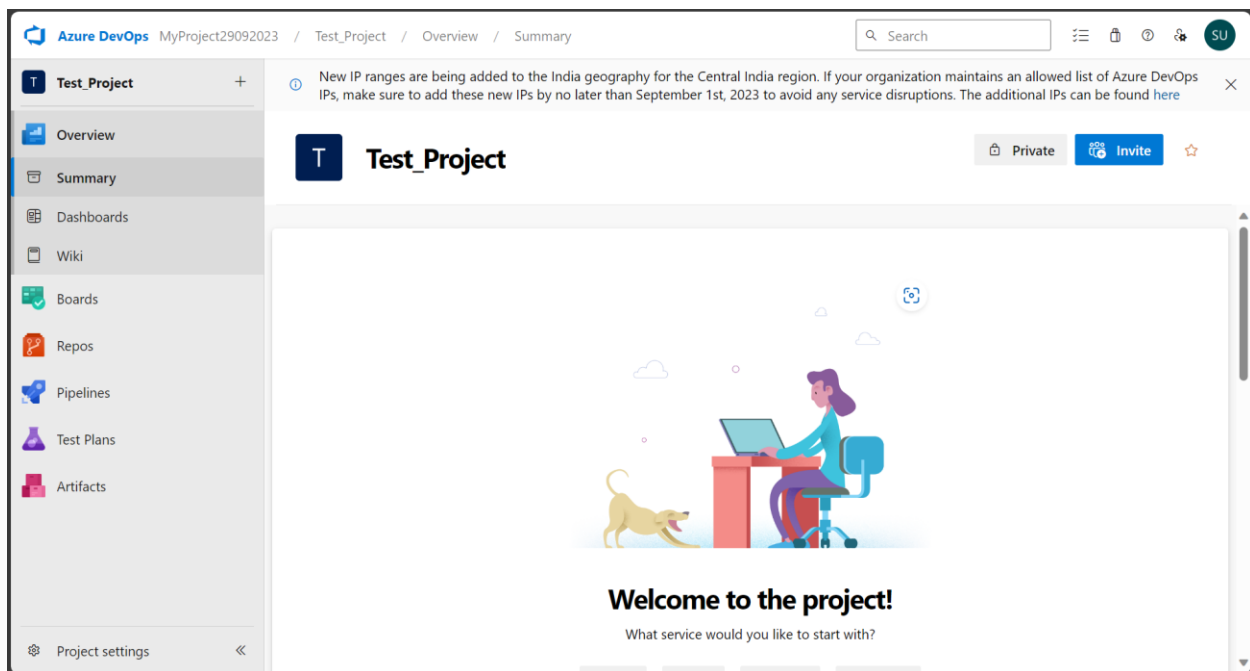 Azure DevOps MyProject29092023 / Test_Project / Overview / Summary
Search
SU
T Test_Project +
New IP ranges are being added to the India geography for the Central India region. If your organization maintains an allowed list of Azure DevOps
IPs, make sure to add these new IPs by no later than September 1st, 2023 to avoid any service disruptions. The additional IPs can be found here
Overview
Summary
Dashboards
Wiki
Boards
Repos
Pipelines
Test Plans
Artifacts
Project settings
T Test_Project
Private
Invite
Welcome to the project!
What service would you like to start with?